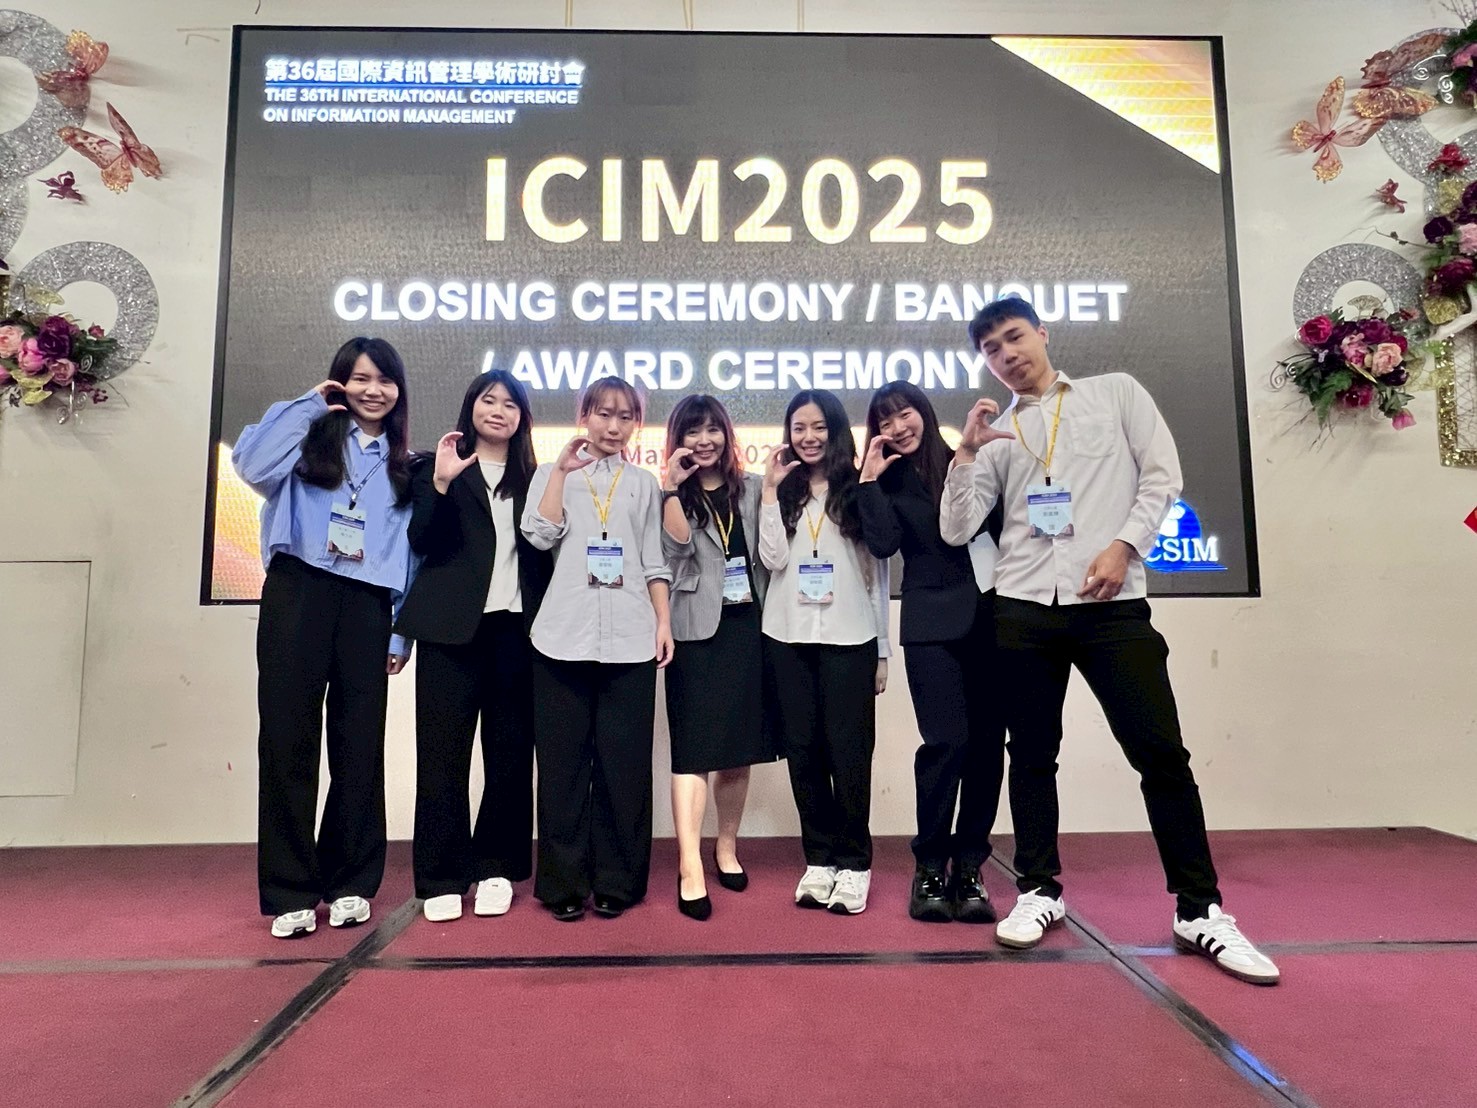 第36屆國際資訊管理學術研討會
THE 36TH INTERNATIONAL CONFERENCE
ON INFORMATION MANAGEMENT
ICIM2025
CLOSING CEREMONY / BANQUET
/ AWARD CEREMONY
May
CSIM